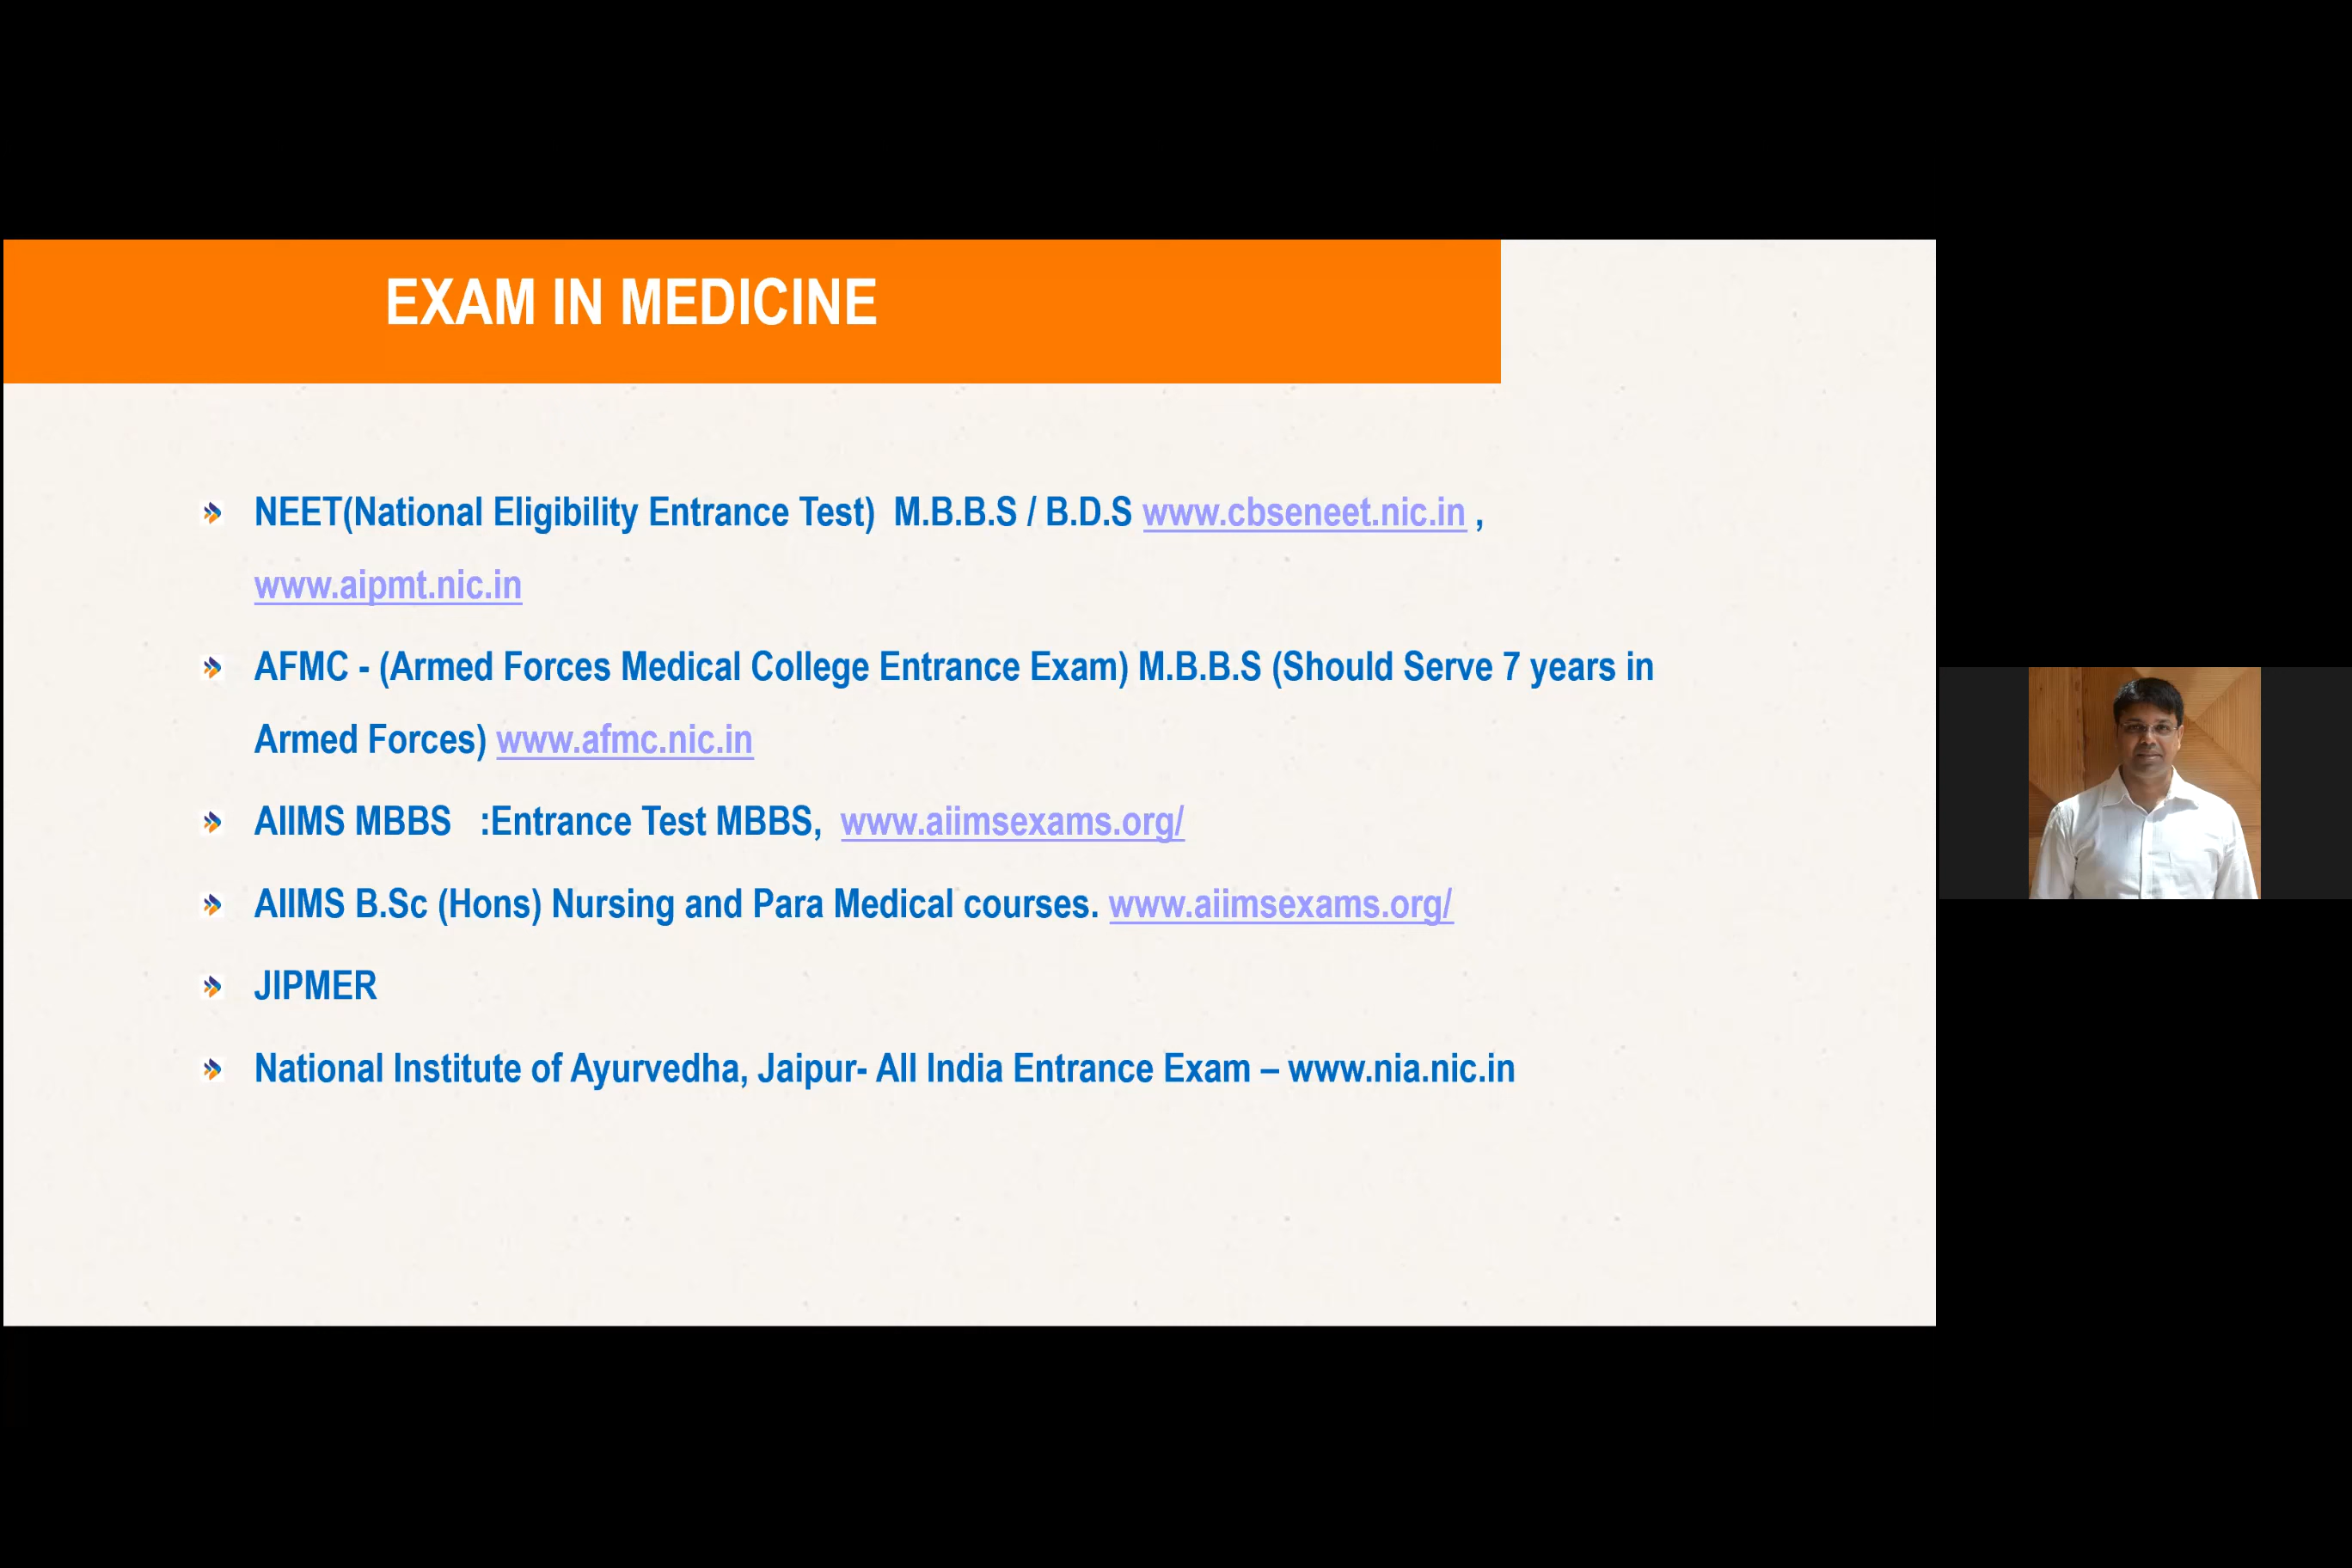 EXAM IN MEDICINE
NEET(National Eligibility Entrance Test)  M.B.B.S / B.D.S www.cbseneet.nic.in ,
www.aipmt.nic.in
AFMC - (Armed Forces Medical College Entrance Exam) M.B.B.S (Should Serve 7 years in
Armed Forces) www.afmc.nic.in
AIIMS MBBS   :Entrance Test MBBS,  www.aiimsexams.org/
AIIMS B.Sc (Hons) Nursing and Para Medical courses. www.aiimsexams.org/
JIPMER
National Institute of Ayurvedha, Jaipur- All India Entrance Exam – www.nia.nic.in